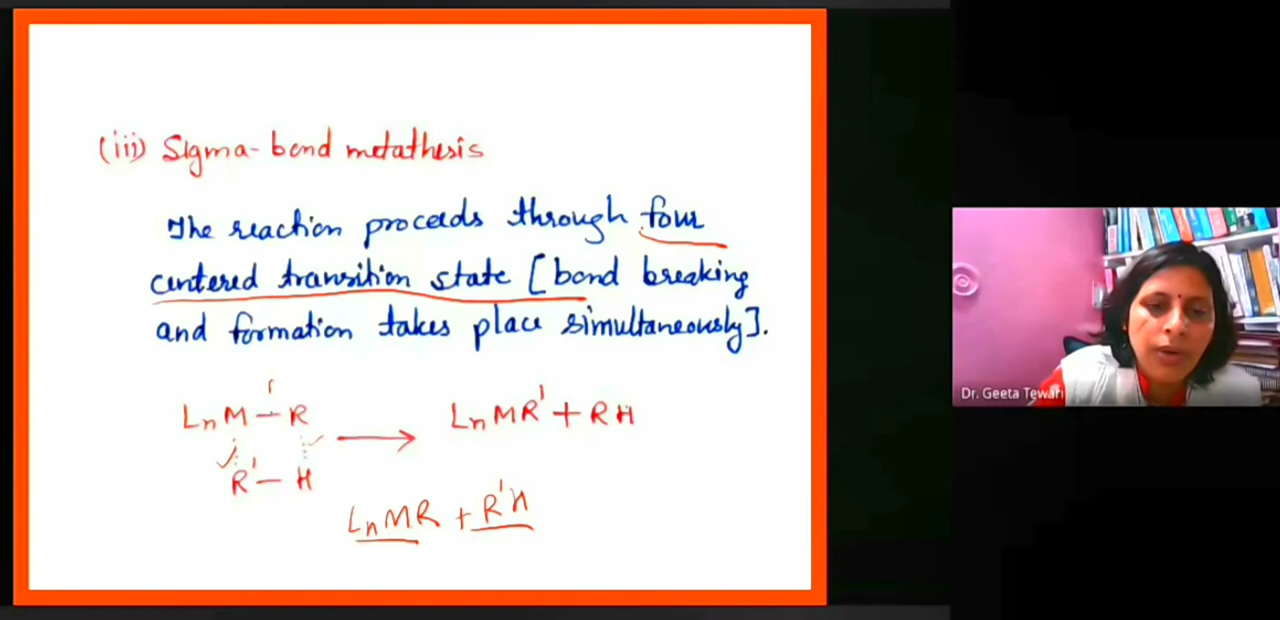 (iii) Sigma-bond metathesis
The reaction proceeds through four
centered transition state [bond breaking
and formation takes place simultaneously].
LnM-R → LnMR' + RH
R'-H
LnMR + R'H
Dr. Geeta Tewari